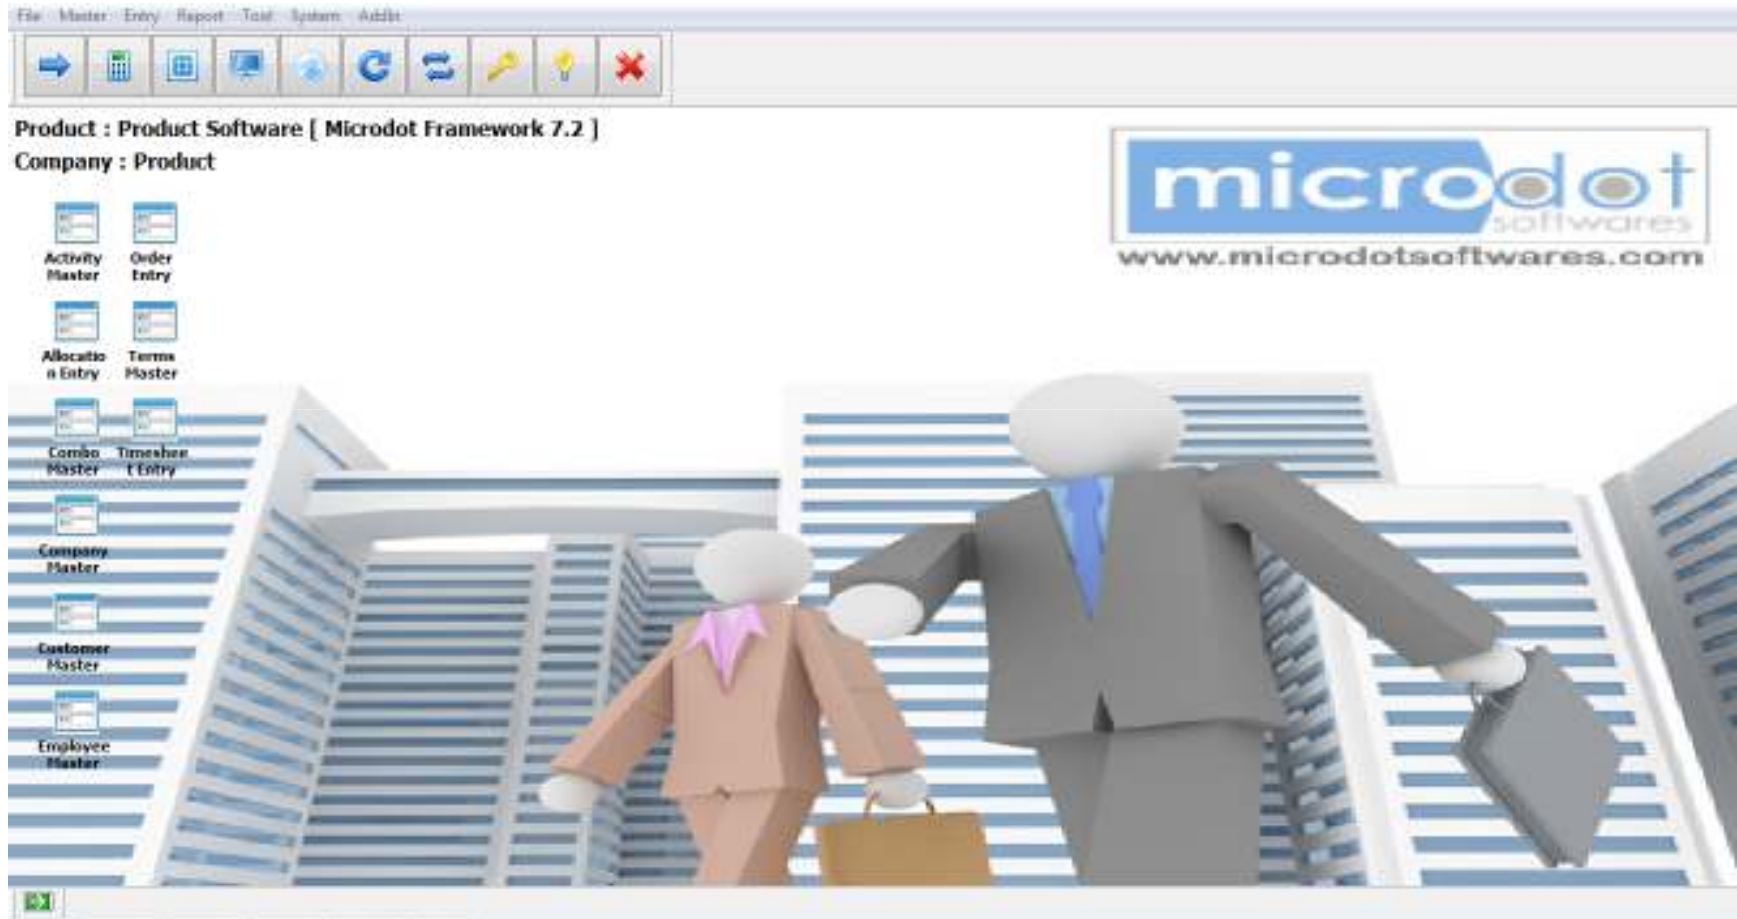 File Master Entry Report Tool System AddIn
Product : Product Software [ Microdot Framework 7.2 ]
Company : Product
microdot
softwares
www.microdotsoftwares.com
Activity
Master
Order
Entry
Allocatio
n Entry
Terms
Master
Combo
Master
Timeshee
t Entry
Company
Master
Customer
Master
Employee
Master